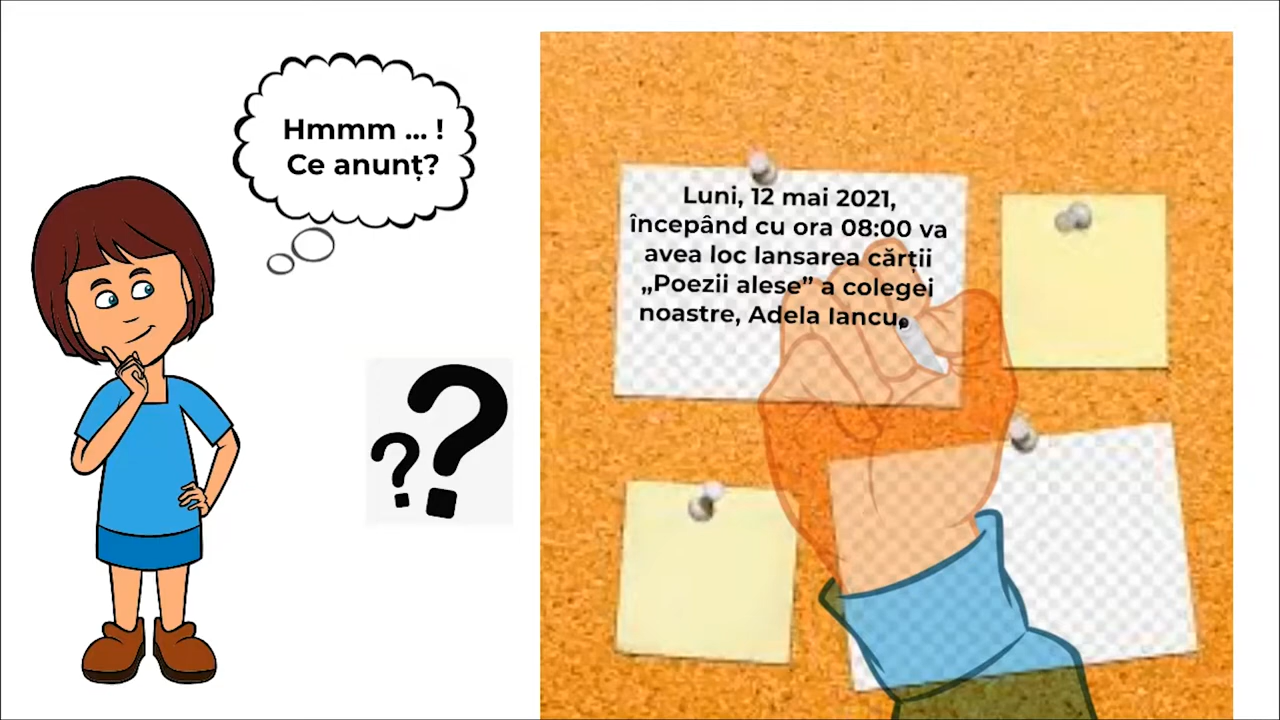 Hmmm ... !
Ce anunț?
Luni, 12 mai 2021,
începând cu ora 08:00 va
avea loc lansarea cărții
„Poezii alese” a colegei
noastre, Adela Iancu.
??